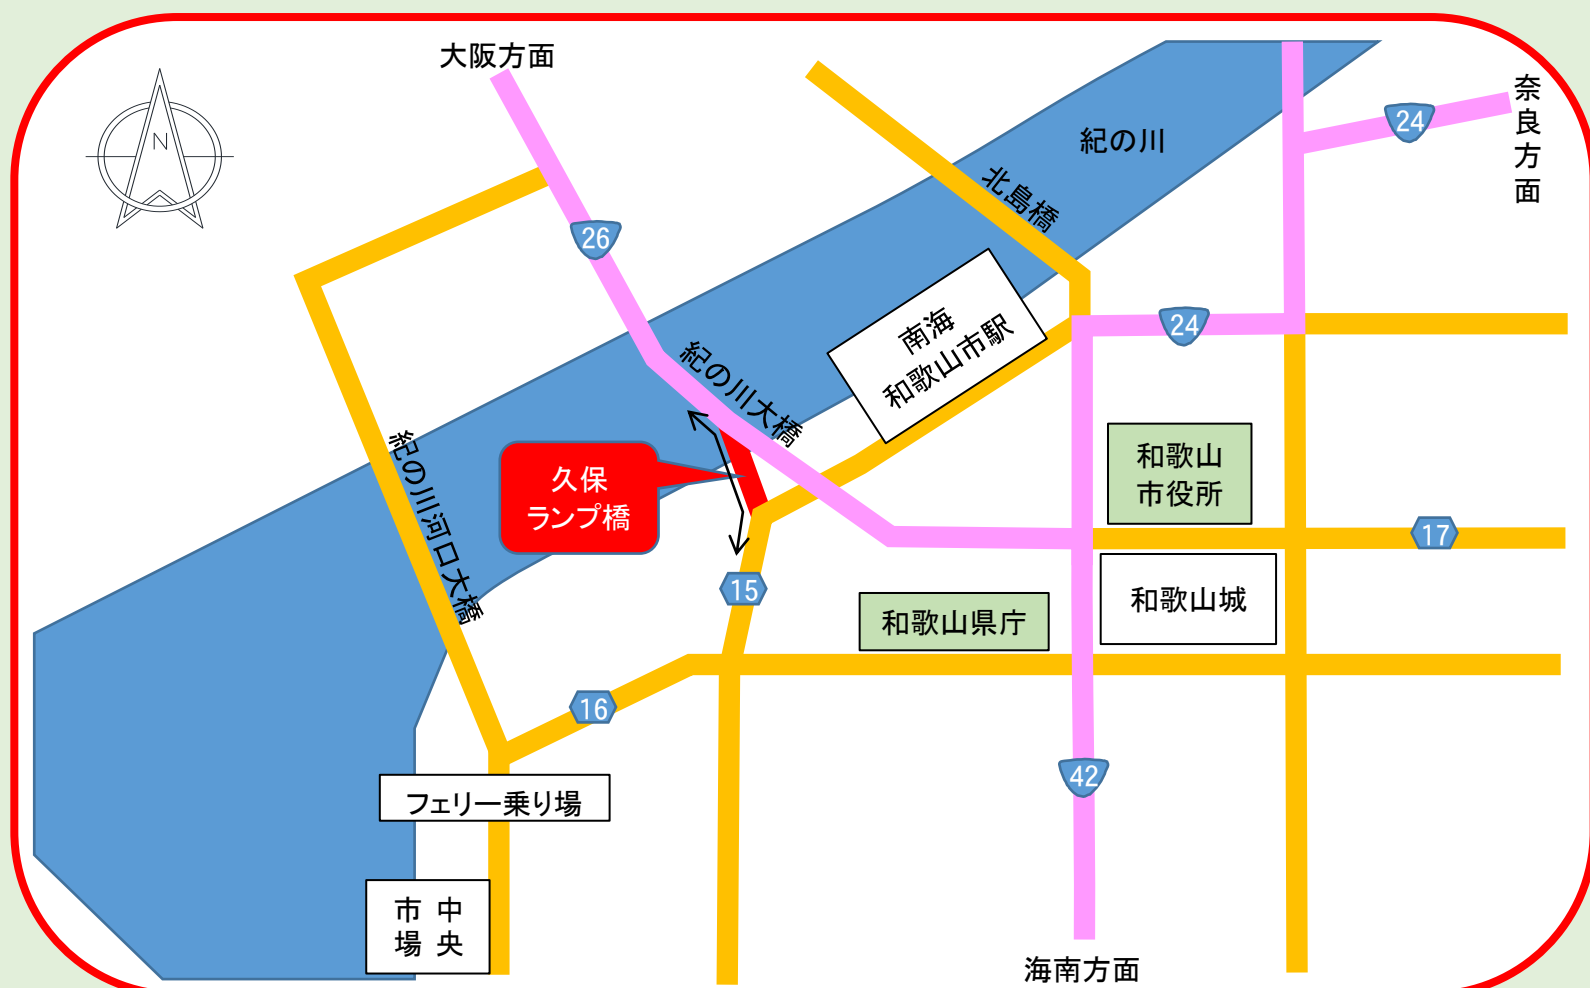 大阪方面
N
奈良方面
24
紀の川
北島橋
26
南海
和歌山市駅
24
紀の川大橋
紀の川河口大橋
久保
ランプ橋
和歌山
市役所
17
15
和歌山県庁
和歌山城
16
42
フェリー乗り場
中央
市場
海南方面